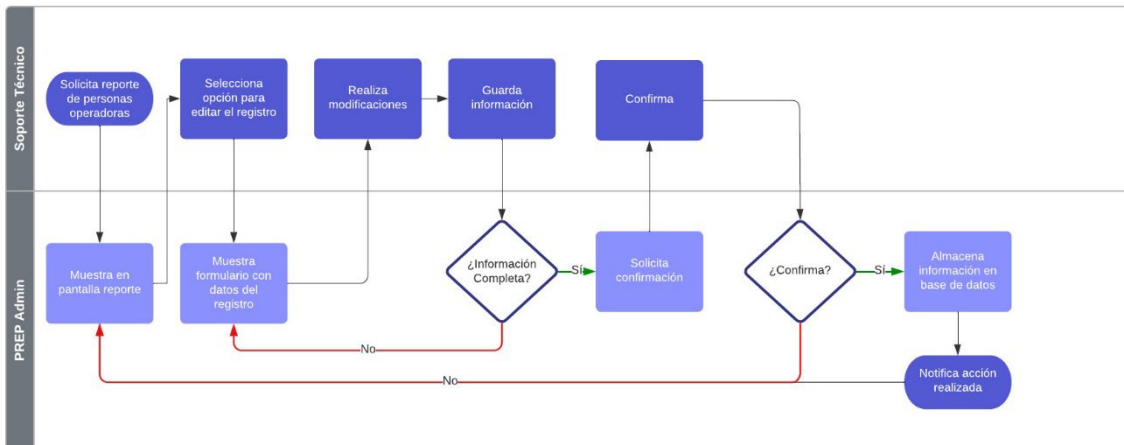 Soporte Técnico
Solicita reporte
de personas
operadoras
Selecciona
opción para
editar el registro
Realiza
modificaciones
Guarda
información
Confirma
PREP Admin
Muestra en
pantalla reporte
Muestra
formulario con
datos del
registro
¿Información
Completa?
Sí
Solicita
confirmación
¿Confirma?
Sí
Almacena
información en
base de datos
No
No
Notifica acción
realizada